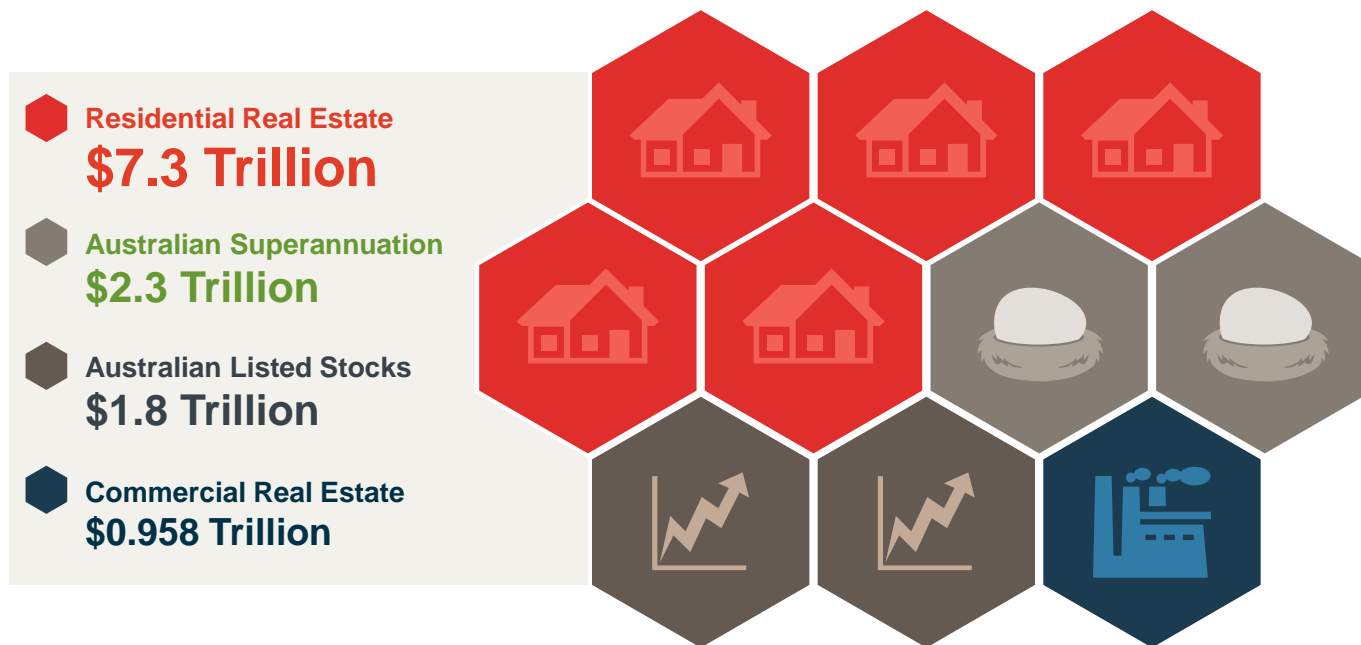 Residential Real Estate
$7.3 Trillion
Australian Superannuation
$2.3 Trillion
Australian Listed Stocks
$1.8 Trillion
Commercial Real Estate
$0.958 Trillion